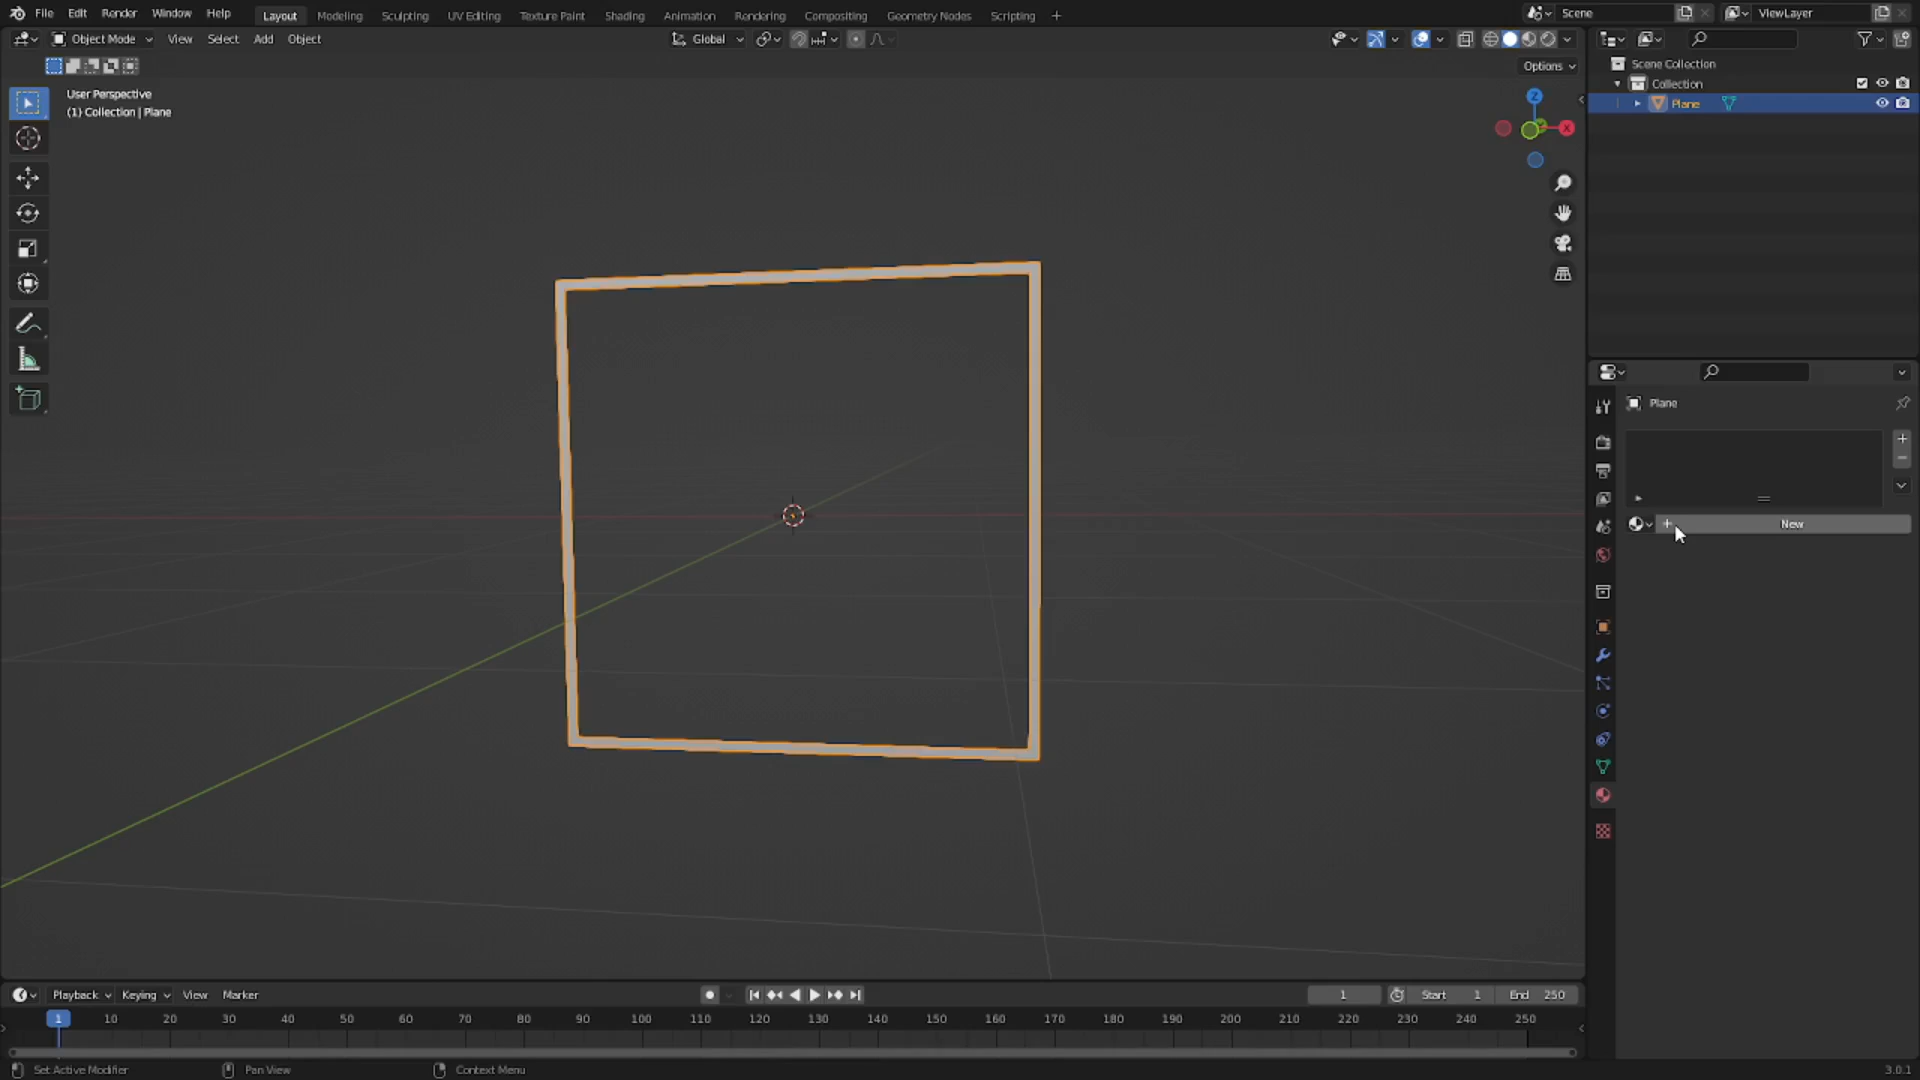 File Edit Render Window Help
Layout Modeling Sculpting UV Editing Texture Paint Shading Animation Rendering Compositing Geometry Nodes Scripting +
Scene
ViewLayer
Object Mode View Select Add Object
Global
Options
User Perspective
(1) Collection | Plane
Z
X
Scene Collection
Collection
Plane
Plane
New
Playback Keying View Marker
1
Start 1
End 250
1 10 20 30 40 50 60 70 80 90 100 110 120 130 140 150 160 170 180 190 200 210 220 230 240 250
Set Active Modifier
Pan View
Context Menu
3.0.1